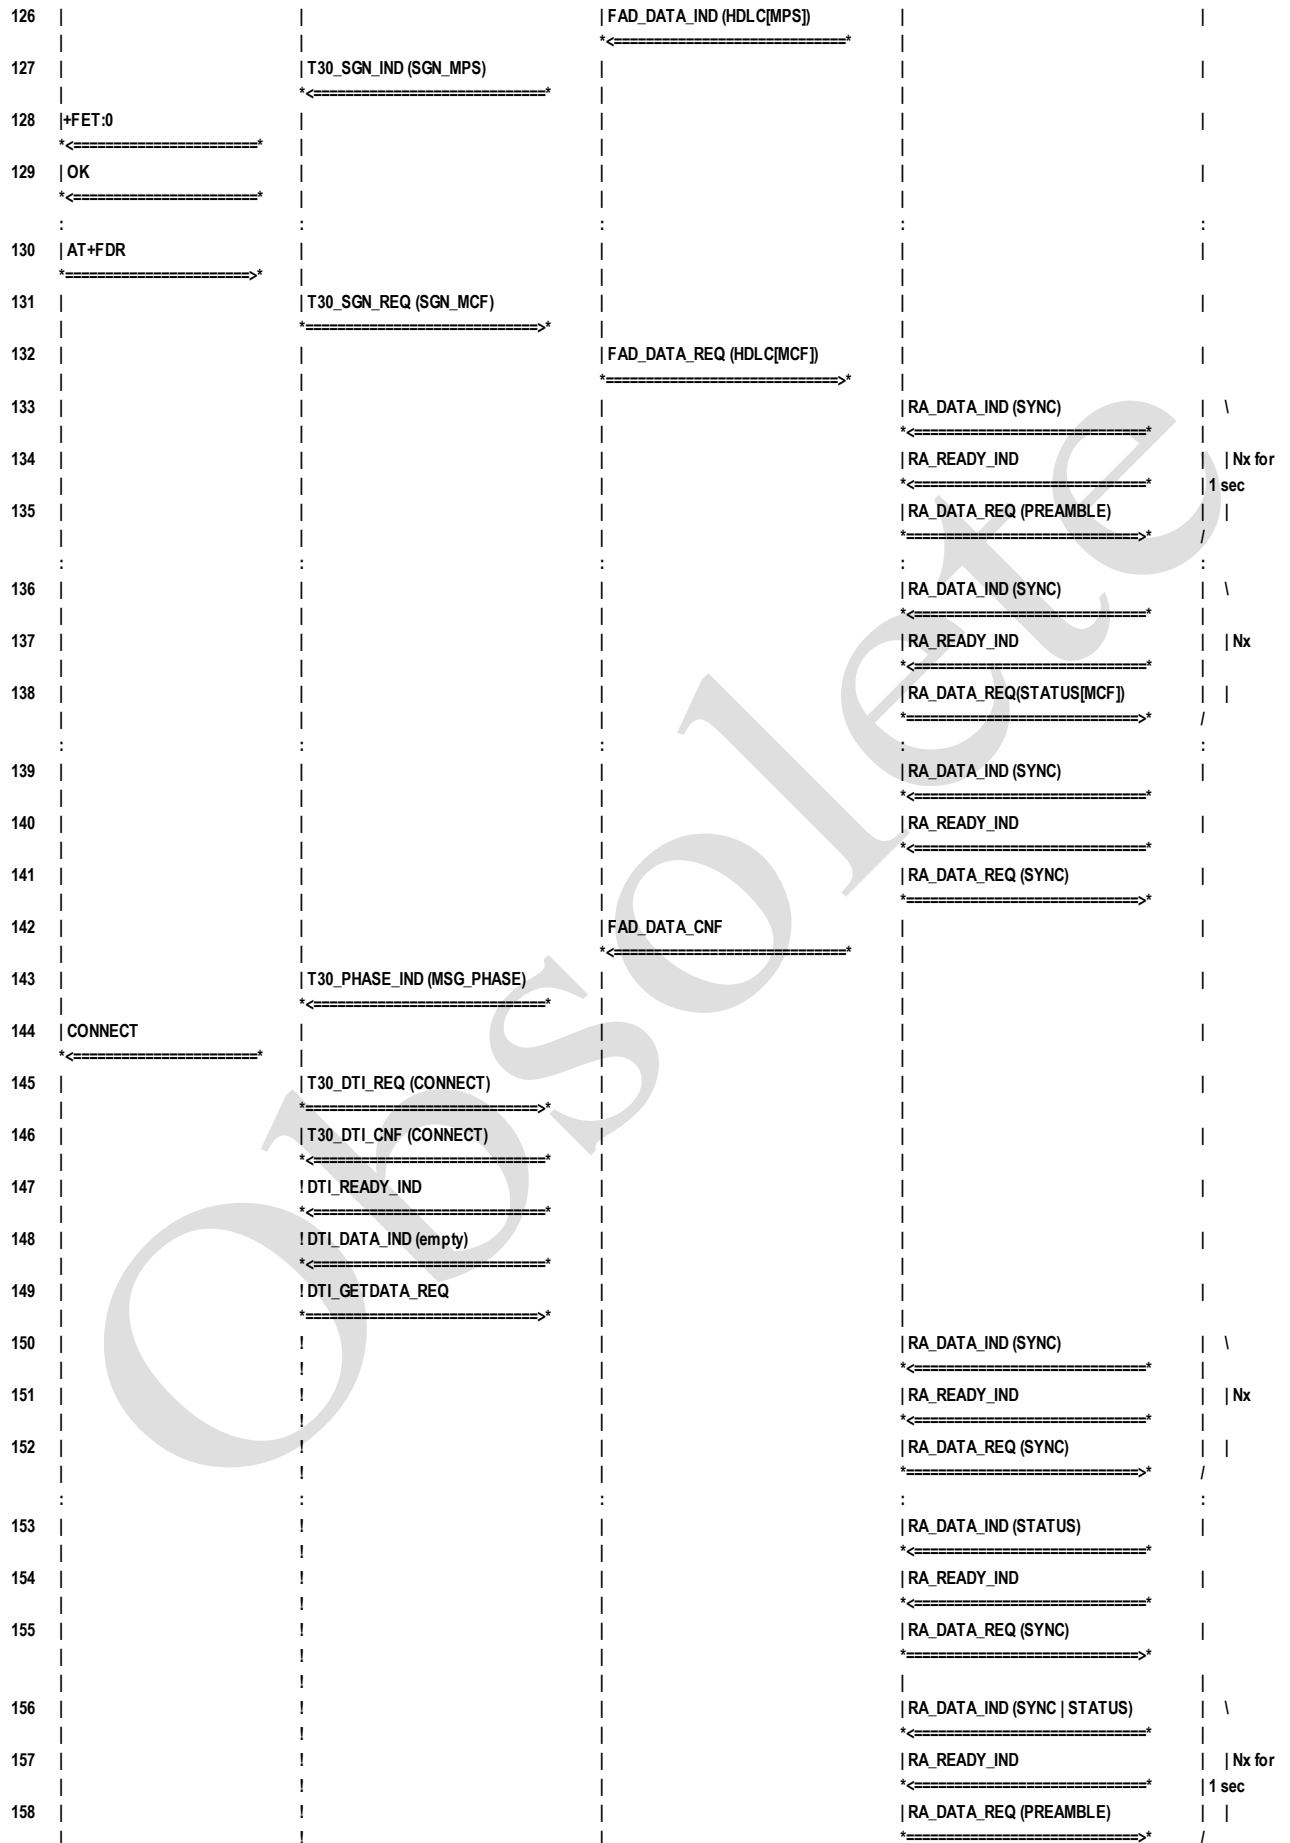 126 | | | FAD_DATA_IND (HDLC[MPS]) | |
| | *<=============================* |
127 | | T30_SGN_IND (SGN_MPS) | | |
| *<=============================* | |
128 |+FET:0 | | | |
*<=======================* | | |
129 | OK | | | |
*<=======================* | | |
: : : : :
130 | AT+FDR | | | |
*=======================>* | | |
131 | | T30_SGN_REQ (SGN_MCF) | | |
| *=============================>* | |
132 | | | FAD_DATA_REQ (HDLC[MCF]) | |
| | *=============================>* |
133 | | | | RA_DATA_IND (SYNC) | \
| | | *<=============================* |
134 | | | | RA_READY_IND | | Nx for
| | | *<=============================* | 1 sec
135 | | | | RA_DATA_REQ (PREAMBLE) | |
| | | *=============================>* /
: : : : :
136 | | | | RA_DATA_IND (SYNC) | \
| | | *<=============================* |
137 | | | | RA_READY_IND | | Nx
| | | *<=============================* |
138 | | | | RA_DATA_REQ(STATUS[MCF]) | |
| | | *=============================>* /
: : : : :
139 | | | | RA_DATA_IND (SYNC) |
| | | *<=============================*
140 | | | | RA_READY_IND |
| | | *<=============================*
141 | | | | RA_DATA_REQ (SYNC) |
| | | *=============================>*
142 | | | FAD_DATA_CNF | |
| | *<=============================* |
143 | | T30_PHASE_IND (MSG_PHASE) | | |
| *<=============================* | |
144 | CONNECT | | | |
*<=======================* | | |
145 | | T30_DTI_REQ (CONNECT) | | |
| *=============================>* | |
146 | | T30_DTI_CNF (CONNECT) | | |
| *<=============================* | |
147 | ! DTI_READY_IND | | |
| *<=============================* | |
148 | ! DTI_DATA_IND (empty) | | |
| *<=============================* | |
149 | ! DTI_GETDATA_REQ | | |
| *=============================>* | |
150 | ! | | RA_DATA_IND (SYNC) | \
| ! | *<=============================* |
151 | ! | | RA_READY_IND | | Nx
| ! | *<=============================* |
152 | ! | | RA_DATA_REQ (SYNC) | |
| ! | *=============================>* /
: : : : :
153 | ! | | RA_DATA_IND (STATUS) |
| ! | *<=============================*
154 | ! | | RA_READY_IND |
| ! | *<=============================*
155 | ! | | RA_DATA_REQ (SYNC) |
| ! | *=============================>*
| ! | | |
156 | ! | | RA_DATA_IND (SYNC | STATUS) | \
| ! | *<=============================* |
157 | ! | | RA_READY_IND | | Nx for
| ! | *<=============================* | 1 sec
158 | ! | | RA_DATA_REQ (PREAMBLE) | |
| ! | *=============================>* /
Obsolete